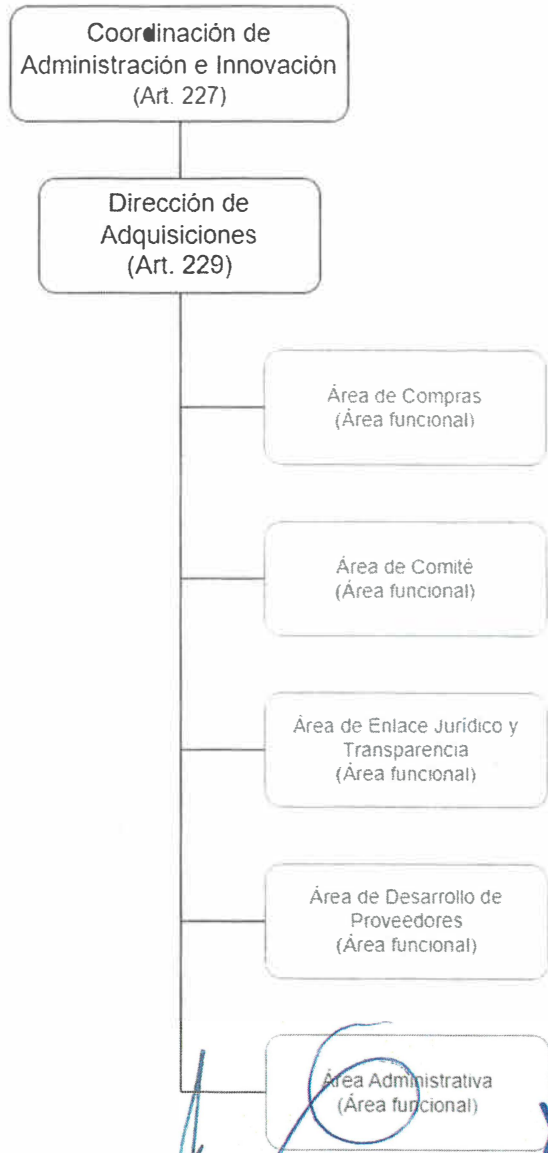 Coordinación de
Administración e Innovación
(Art. 227)
Dirección de
Adquisiciones
(Art. 229)
Área de Compras
(Área funcional)
Área de Comité
(Área funcional)
Área de Enlace Jurídico y
Transparencia
(Área funcional)
Área de Desarrollo de
Proveedores
(Área funcional)
Área Administrativa
(Área funcional)